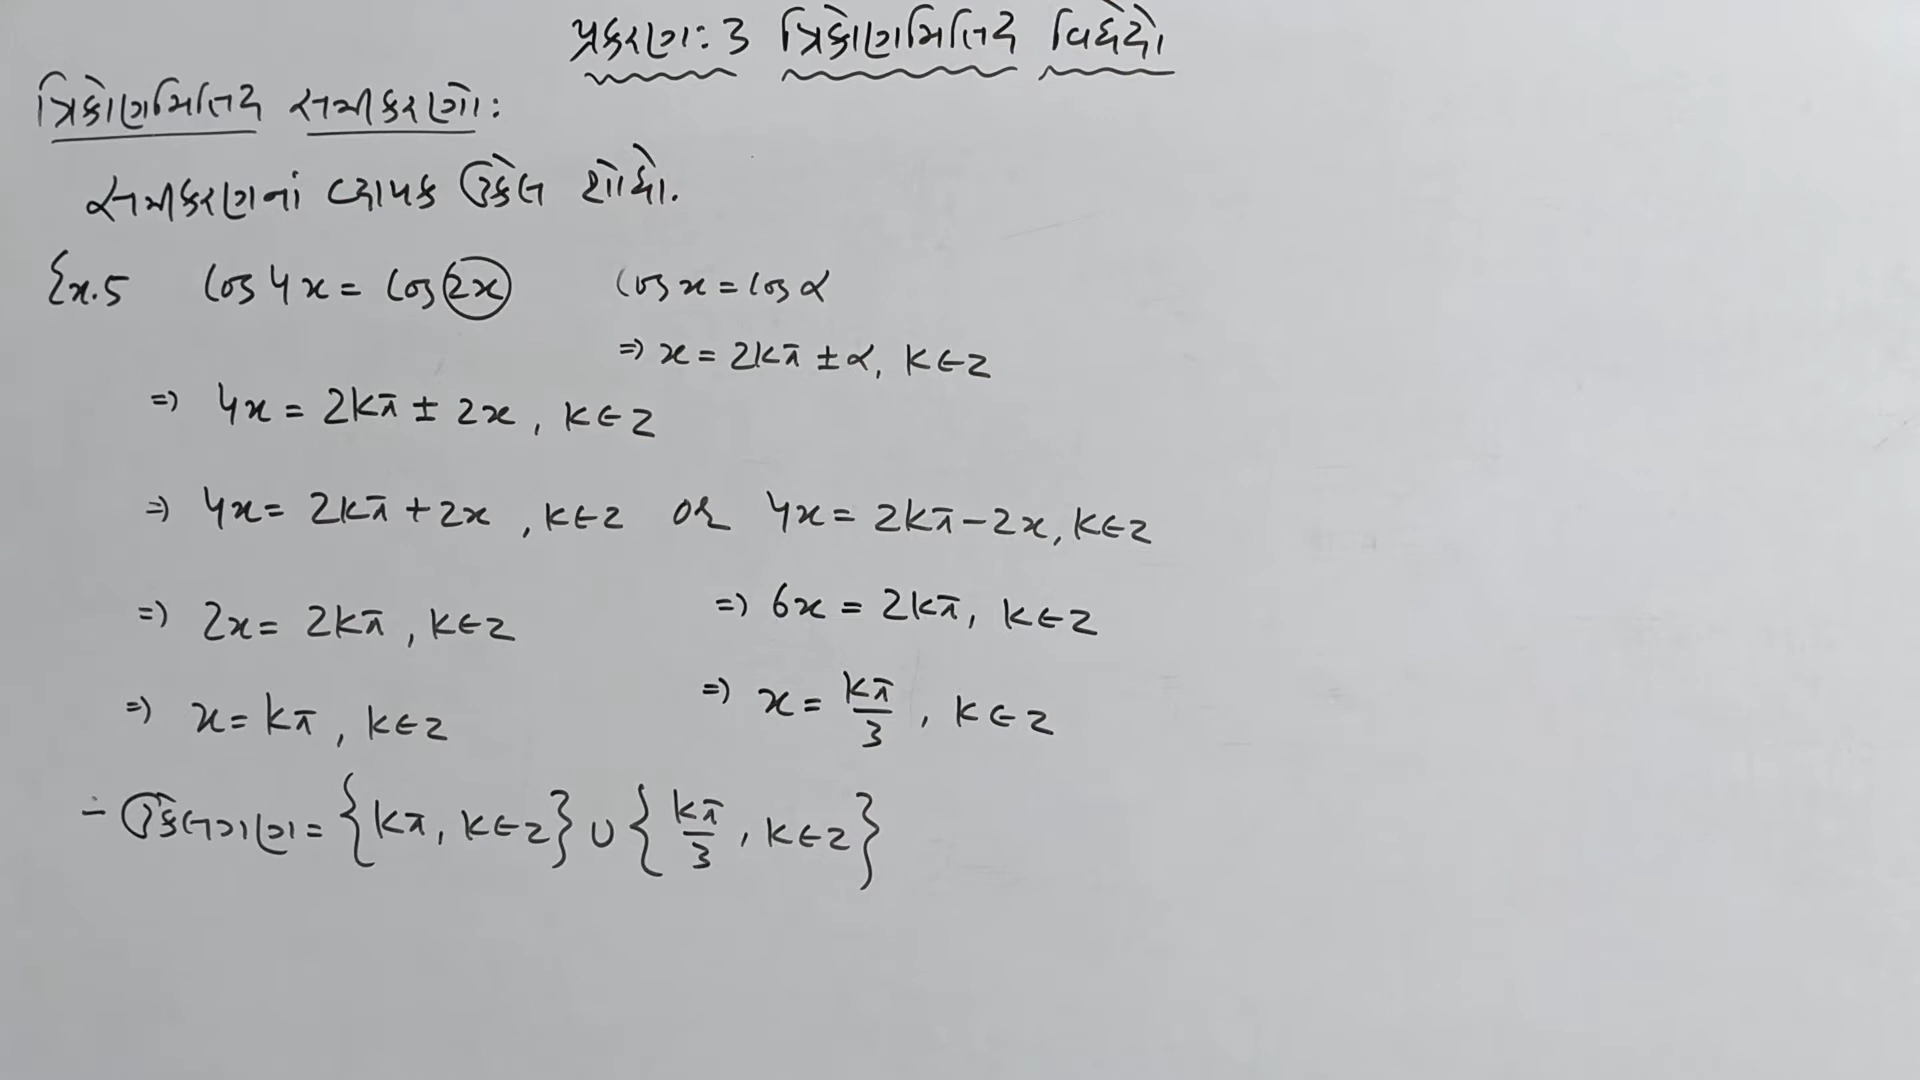 પ્રકરણ: 3 ત્રિકોણમિતિય વિધેયો
ત્રિકોણમિતિય સમીકરણો:
સમીકરણનાં વ્યાપક ઉકેલ શોધો.
Ex.5 cos 4x = cos 2x cos x = cos α
⇒ x = 2kπ ± α, k ∈ Z
⇒ 4x = 2kπ ± 2x, k ∈ Z
⇒ 4x = 2kπ + 2x, k ∈ Z or 4x = 2kπ − 2x, k ∈ Z
⇒ 2x = 2kπ, k ∈ Z ⇒ 6x = 2kπ, k ∈ Z
⇒ x = kπ, k ∈ Z ⇒ x = kπ/3, k ∈ Z
∴ ઉકેલગણ = {kπ, k ∈ Z} ∪ {kπ/3, k ∈ Z}